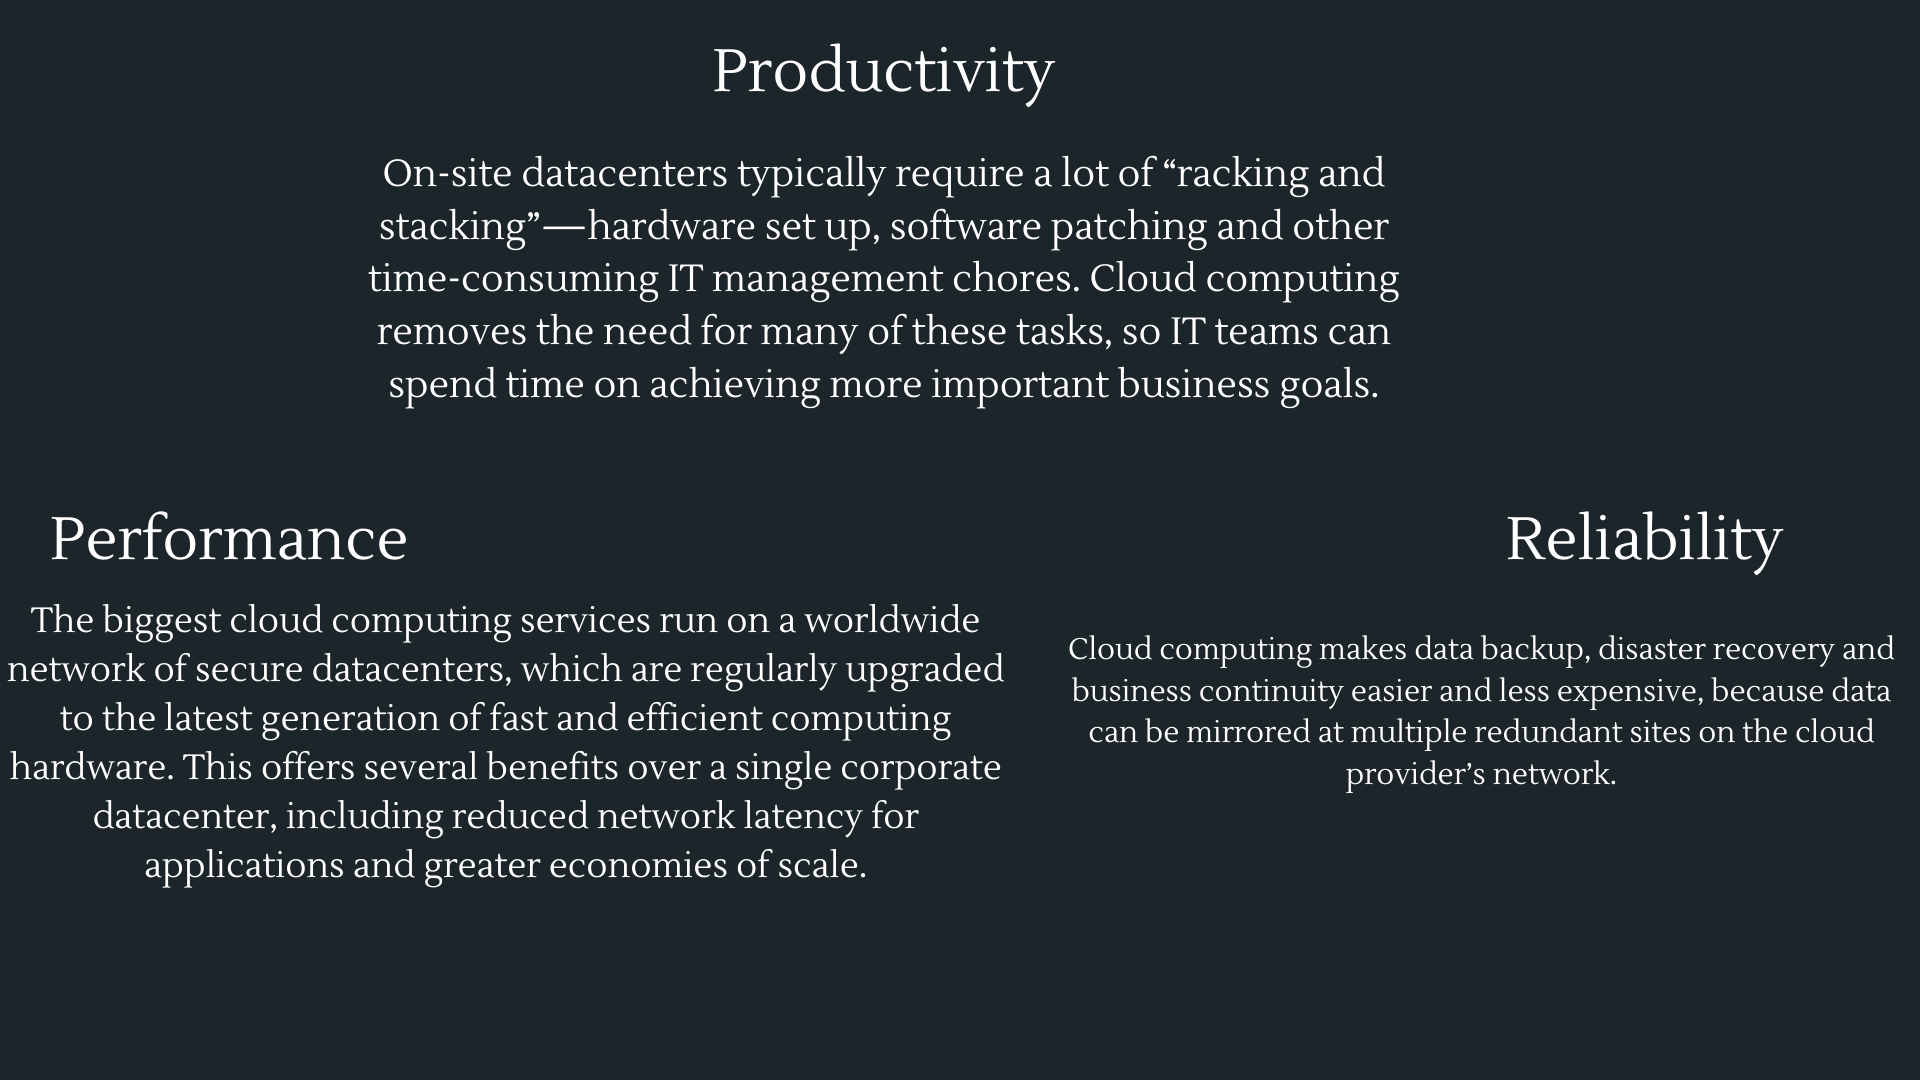 Productivity
On-site datacenters typically require a lot of “racking and
stacking”—hardware set up, software patching and other
time-consuming IT management chores. Cloud computing
removes the need for many of these tasks, so IT teams can
spend time on achieving more important business goals.
Performance
The biggest cloud computing services run on a worldwide
network of secure datacenters, which are regularly upgraded
to the latest generation of fast and efficient computing
hardware. This offers several benefits over a single corporate
datacenter, including reduced network latency for
applications and greater economies of scale.
Reliability
Cloud computing makes data backup, disaster recovery and
business continuity easier and less expensive, because data
can be mirrored at multiple redundant sites on the cloud
provider’s network.